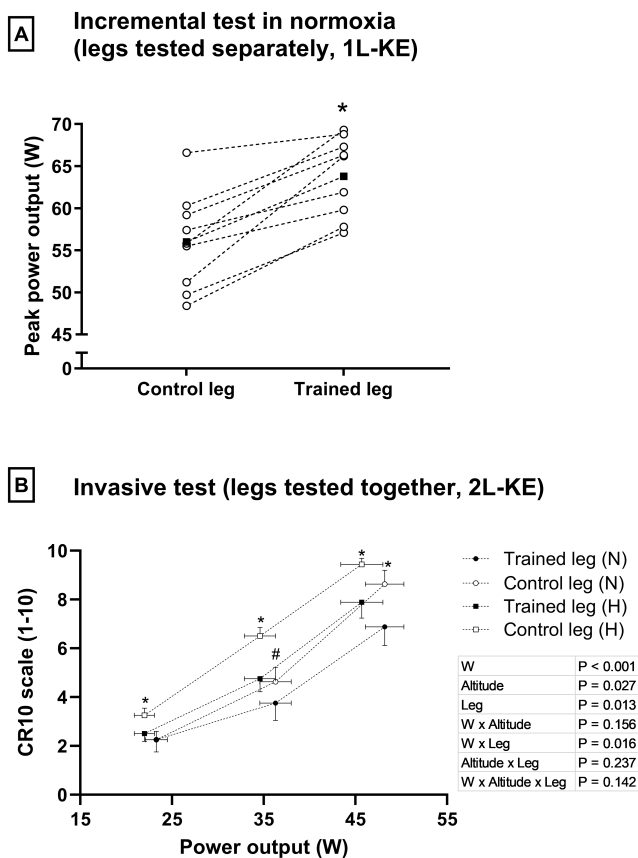 A
Incremental test in normoxia
(legs tested separately, 1L-KE)
*
Peak power output (W)
70
65
60
55
50
45
0
Control leg
Trained leg
B
Invasive test (legs tested together, 2L-KE)
CR10 scale (1-10)
10
8
6
4
2
0
*
*
#
*
*
15
25
35
45
55
Power output (W)
Trained leg (N)
Control leg (N)
Trained leg (H)
Control leg (H)
W P < 0.001
Altitude P = 0.027
Leg P = 0.013
W x Altitude P = 0.156
W x Leg P = 0.016
Altitude x Leg P = 0.237
W x Altitude x Leg P = 0.142